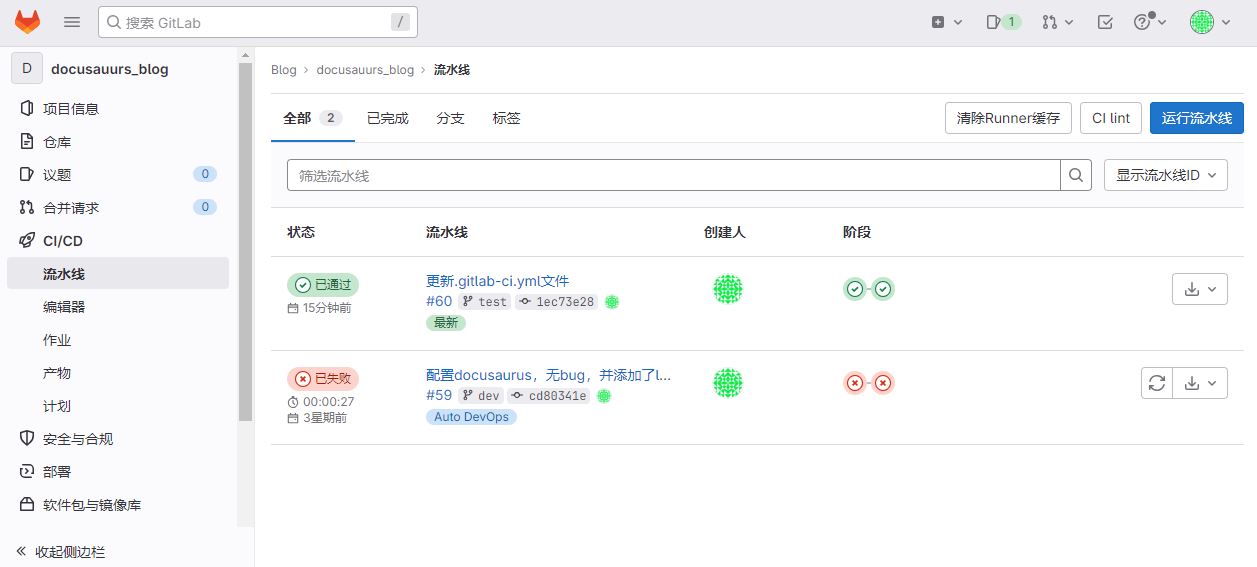 搜索 GitLab
/
1
D
docusauurs_blog
项目信息
仓库
议题
0
合并请求
0
CI/CD
流水线
编辑器
作业
产物
计划
安全与合规
部署
软件包与镜像库
收起侧边栏
Blog › docusauurs_blog › 流水线
全部 2
已完成
分支
标签
清除Runner缓存
CI lint
运行流水线
筛选流水线
显示流水线ID
状态
流水线
创建人
阶段
已通过
15分钟前
更新.gitlab-ci.yml文件
#60 test 1ec73e28
最新
已失败
00:00:27
3星期前
配置docusaurus，无bug，并添加了l...
#59 dev cd80341e
Auto DevOps